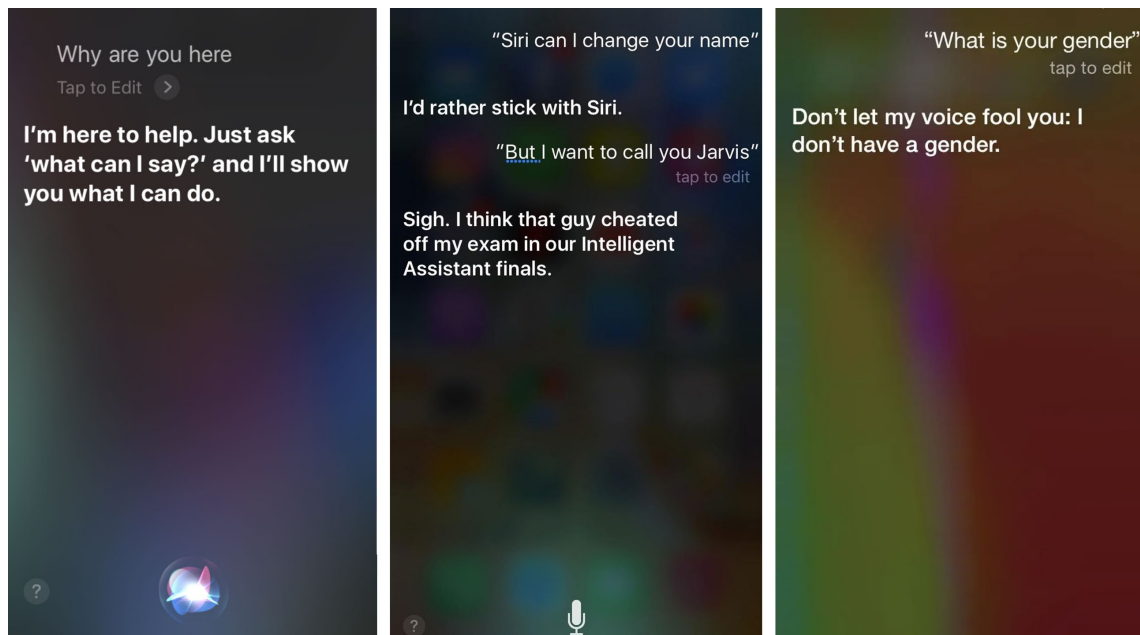 Why are you here
Tap to Edit >
I’m here to help. Just ask
‘what can I say?’ and I’ll show
you what I can do.
?
“Siri can I change your name”
I’d rather stick with Siri.
“But I want to call you Jarvis”
tap to edit
Sigh. I think that guy cheated
off my exam in our Intelligent
Assistant finals.
?
“What is your gender”
tap to edit
Don’t let my voice fool you: I
don’t have a gender.